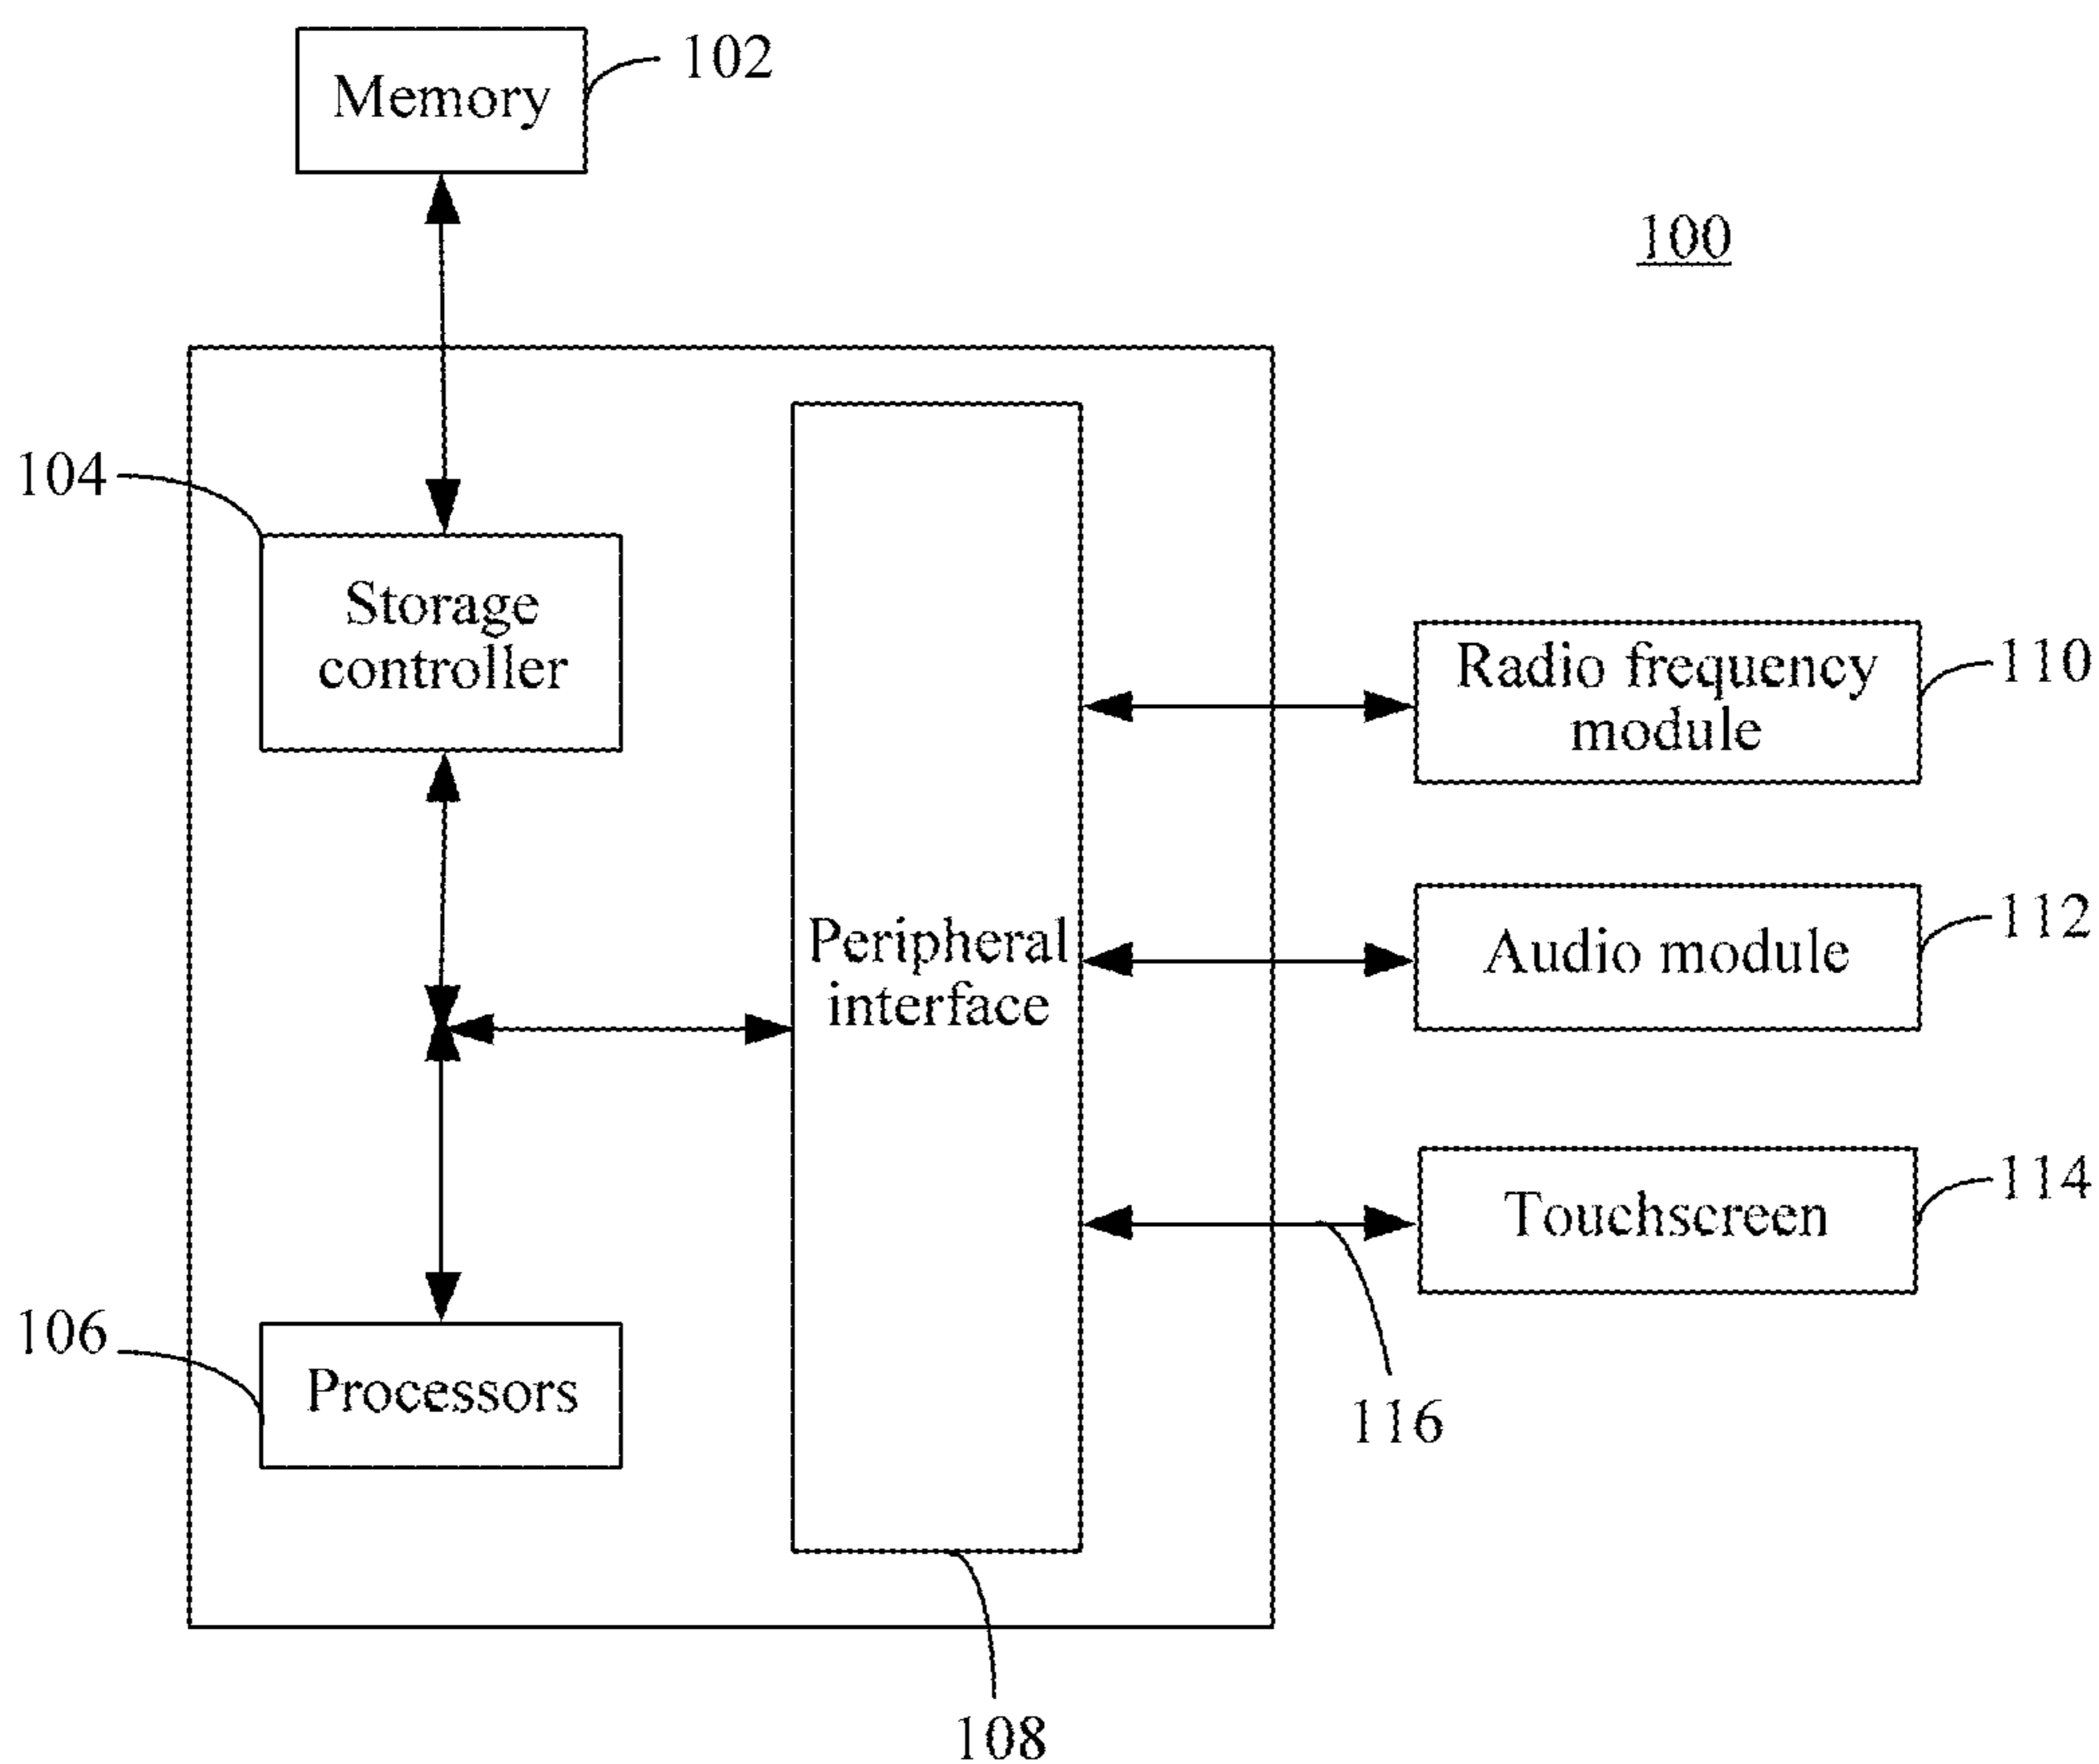 Memory
102
100
104
Storage
controller
Radio frequency
module
110
Peripheral
interface
Audio module
112
Touchscreen
114
106
Processors
116
108